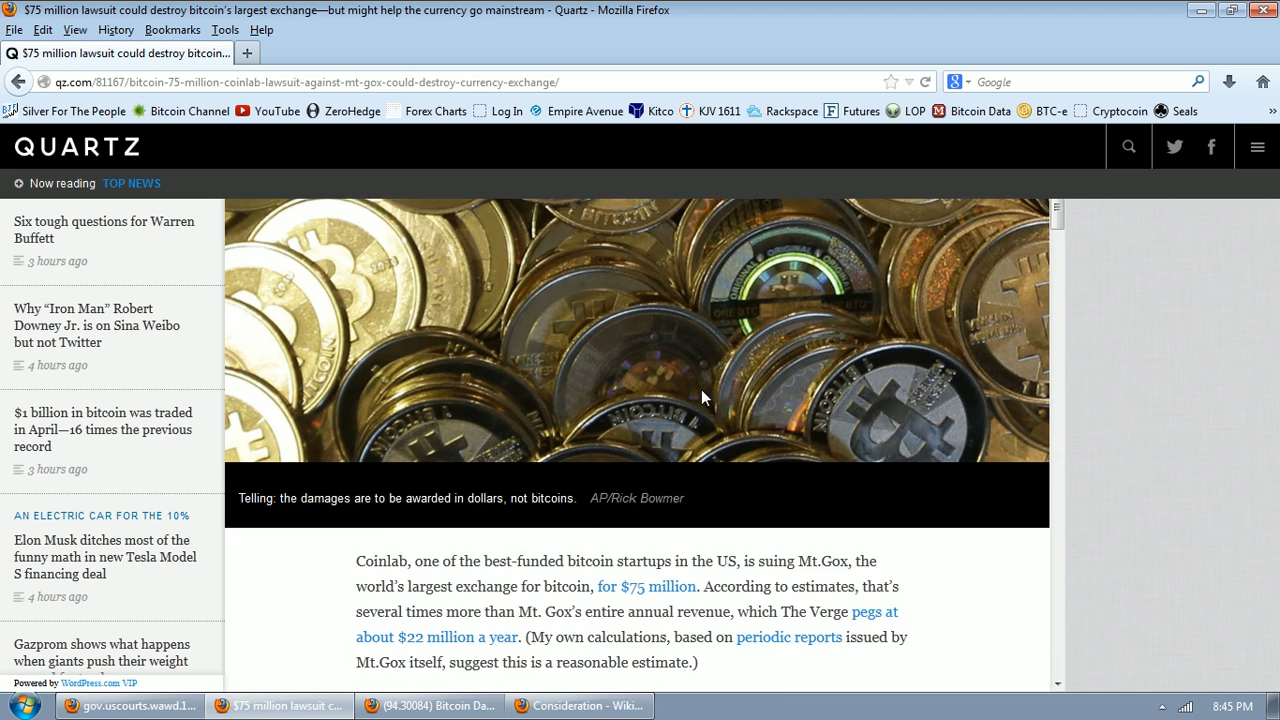 $75 million lawsuit could destroy bitcoin's largest exchange—but might help the currency go mainstream - Quartz - Mozilla Firefox
File Edit View History Bookmarks Tools Help
$75 million lawsuit could destroy bitcoin...
qz.com/81167/bitcoin-75-million-coinlab-lawsuit-against-mt-gox-could-destroy-currency-exchange/
Google
Silver For The People Bitcoin Channel YouTube ZeroHedge Forex Charts Log In Empire Avenue Kitco KJV 1611 Rackspace Futures LOP Bitcoin Data BTC-e Cryptocoin Seals »
QUARTZ
Now reading TOP NEWS
Six tough questions for Warren
Buffett
3 hours ago
Why “Iron Man” Robert
Downey Jr. is on Sina Weibo
but not Twitter
4 hours ago
$1 billion in bitcoin was traded
in April—16 times the previous
record
3 hours ago
AN ELECTRIC CAR FOR THE 10%
Elon Musk ditches most of the
funny math in new Tesla Model
S financing deal
4 hours ago
Gazprom shows what happens
when giants push their weight
Powered by WordPress.com VIP
BITCOIN
1 BITCOIN
1 BITCOIN
Telling: the damages are to be awarded in dollars, not bitcoins. AP/Rick Bowmer
Coinlab, one of the best-funded bitcoin startups in the US, is suing Mt.Gox, the
world’s largest exchange for bitcoin, for $75 million. According to estimates, that’s
several times more than Mt. Gox’s entire annual revenue, which The Verge pegs at
about $22 million a year. (My own calculations, based on periodic reports issued by
Mt.Gox itself, suggest this is a reasonable estimate.)
gov.uscourts.wawd.1...
$75 million lawsuit c...
(94.30084) Bitcoin Da...
Consideration - Wiki...
8:45 PM